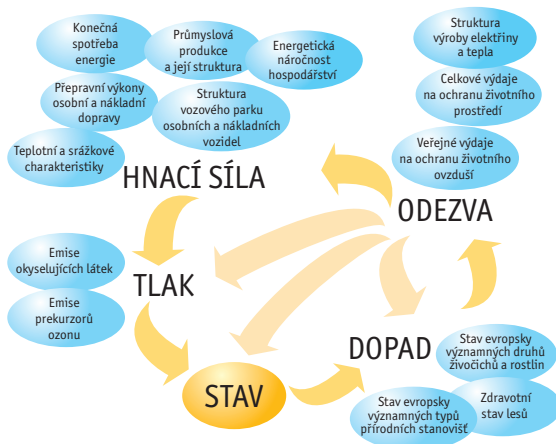 Konečná
spotřeba
energie
Průmyslová
produkce
a její struktura
Energetická
náročnost
hospodářství
Přepravní výkony
osobní a nákladní
dopravy
Struktura
vozového parku
osobních a nákladních
vozidel
Teplotní a srážkové
charakteristiky
HNACÍ SÍLA
Struktura
výroby elektřiny
a tepla
Celkové výdaje
na ochranu životního
prostředí
Veřejné výdaje
na ochranu životního
ovzduší
ODEZVA
Emise
okyselujících látek
Emise
prekurzorů
ozonu
TLAK
STAV
DOPAD
Stav evropsky
významných druhů
živočichů a rostlin
Stav evropsky
významných typů
přírodních stanovišť
Zdravotní
stav lesů